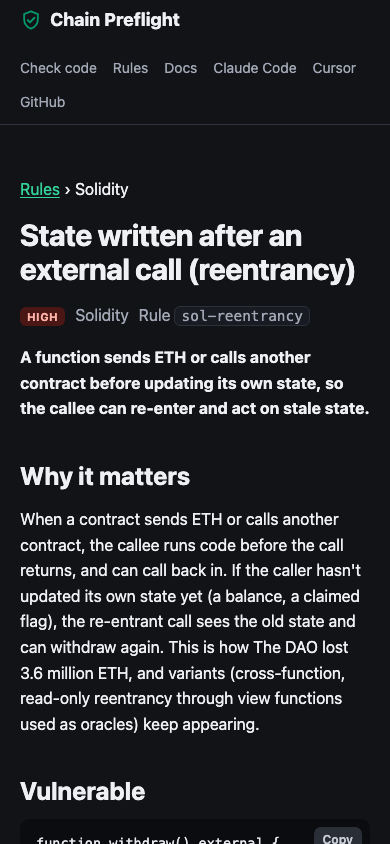 Chain Preflight
Check code Rules Docs Claude Code Cursor
GitHub
Rules › Solidity
State written after an
external call (reentrancy)
HIGH Solidity Rule sol-reentrancy
A function sends ETH or calls another
contract before updating its own state, so
the callee can re-enter and act on stale state.
Why it matters
When a contract sends ETH or calls another
contract, the callee runs code before the call
returns, and can call back in. If the caller hasn't
updated its own state yet (a balance, a claimed
flag), the re-entrant call sees the old state and
can withdraw again. This is how The DAO lost
3.6 million ETH, and variants (cross-function,
read-only reentrancy through view functions
used as oracles) keep appearing.
Vulnerable
function withdraw() external { Copy